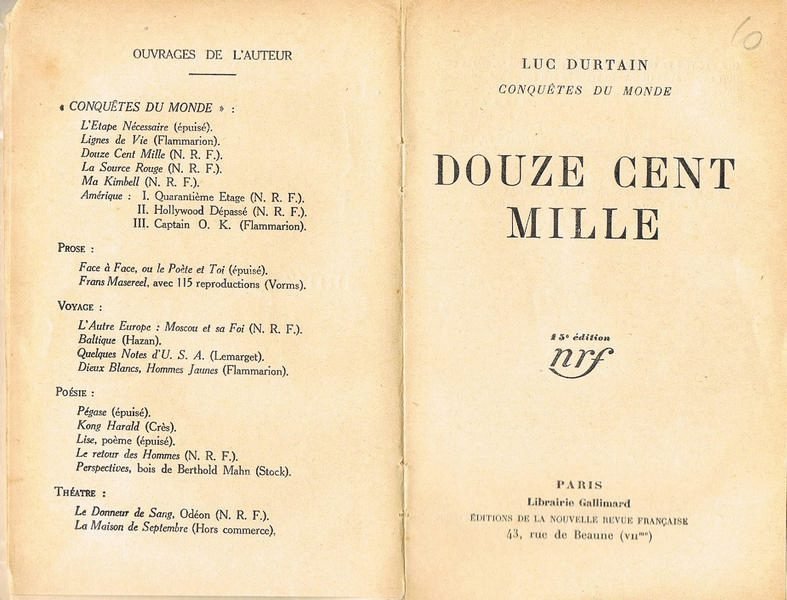 OUVRAGES DE L'AUTEUR
« CONQUÊTES DU MONDE » :
L'Etape Nécessaire (épuisé).
Lignes de Vie (Flammarion).
Douze Cent Mille (N. R. F.).
La Source Rouge (N. R. F.).
Ma Kimbell (N. R. F.).
Amérique : I. Quarantième Etage (N. R. F.).
II. Hollywood Dépassé (N. R. F.).
III. Captain O. K. (Flammarion).
PROSE :
Face à Face, ou le Poète et Toi (épuisé).
Frans Masereel, avec 115 reproductions (Vorms).
VOYAGE :
L'Autre Europe : Moscou et sa Foi (N. R. F.).
Baltique (Hazan).
Quelques Notes d'U. S. A. (Lemarget).
Dieux Blancs, Hommes Jaunes (Flammarion).
POÉSIE :
Pégase (épuisé).
Kong Harald (Crès).
Lise, poème (épuisé).
Le retour des Hommes (N. R. F.).
Perspectives, bois de Berthold Mahn (Stock).
THÉATRE :
Le Donneur de Sang, Odéon (N. R. F.).
La Maison de Septembre (Hors commerce).
LUC DURTAIN
CONQUÊTES DU MONDE
DOUZE CENT
MILLE
15e édition
nrf
PARIS
Librairie Gallimard
ÉDITIONS DE LA NOUVELLE REVUE FRANÇAISE
43, rue de Beaune (VIIme)